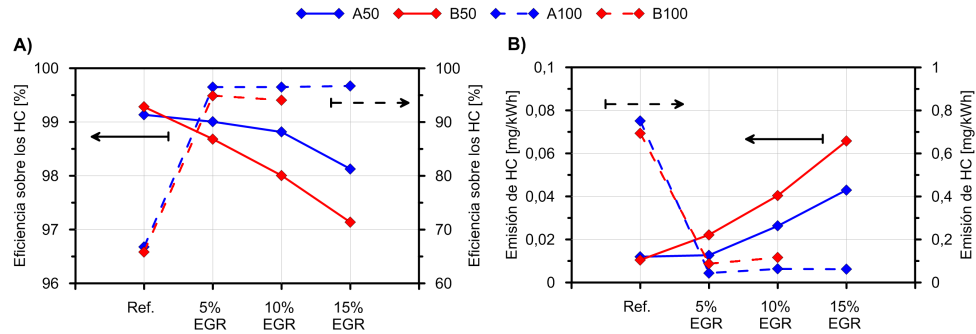 A50 B50 A100 B100
A) B)
Eficiencia sobre los HC [%]
100
99
98
97
96
100
90
80
70
60
Eficiencia sobre los HC [%]
Ref. 5% 10% 15%
EGR EGR EGR
Emisión de HC [mg/kWh]
0,1
0,08
0,06
0,04
0,02
0
1
0,8
0,6
0,4
0,2
0
Emisión de HC [mg/kWh]
Ref. 5% 10% 15%
EGR EGR EGR